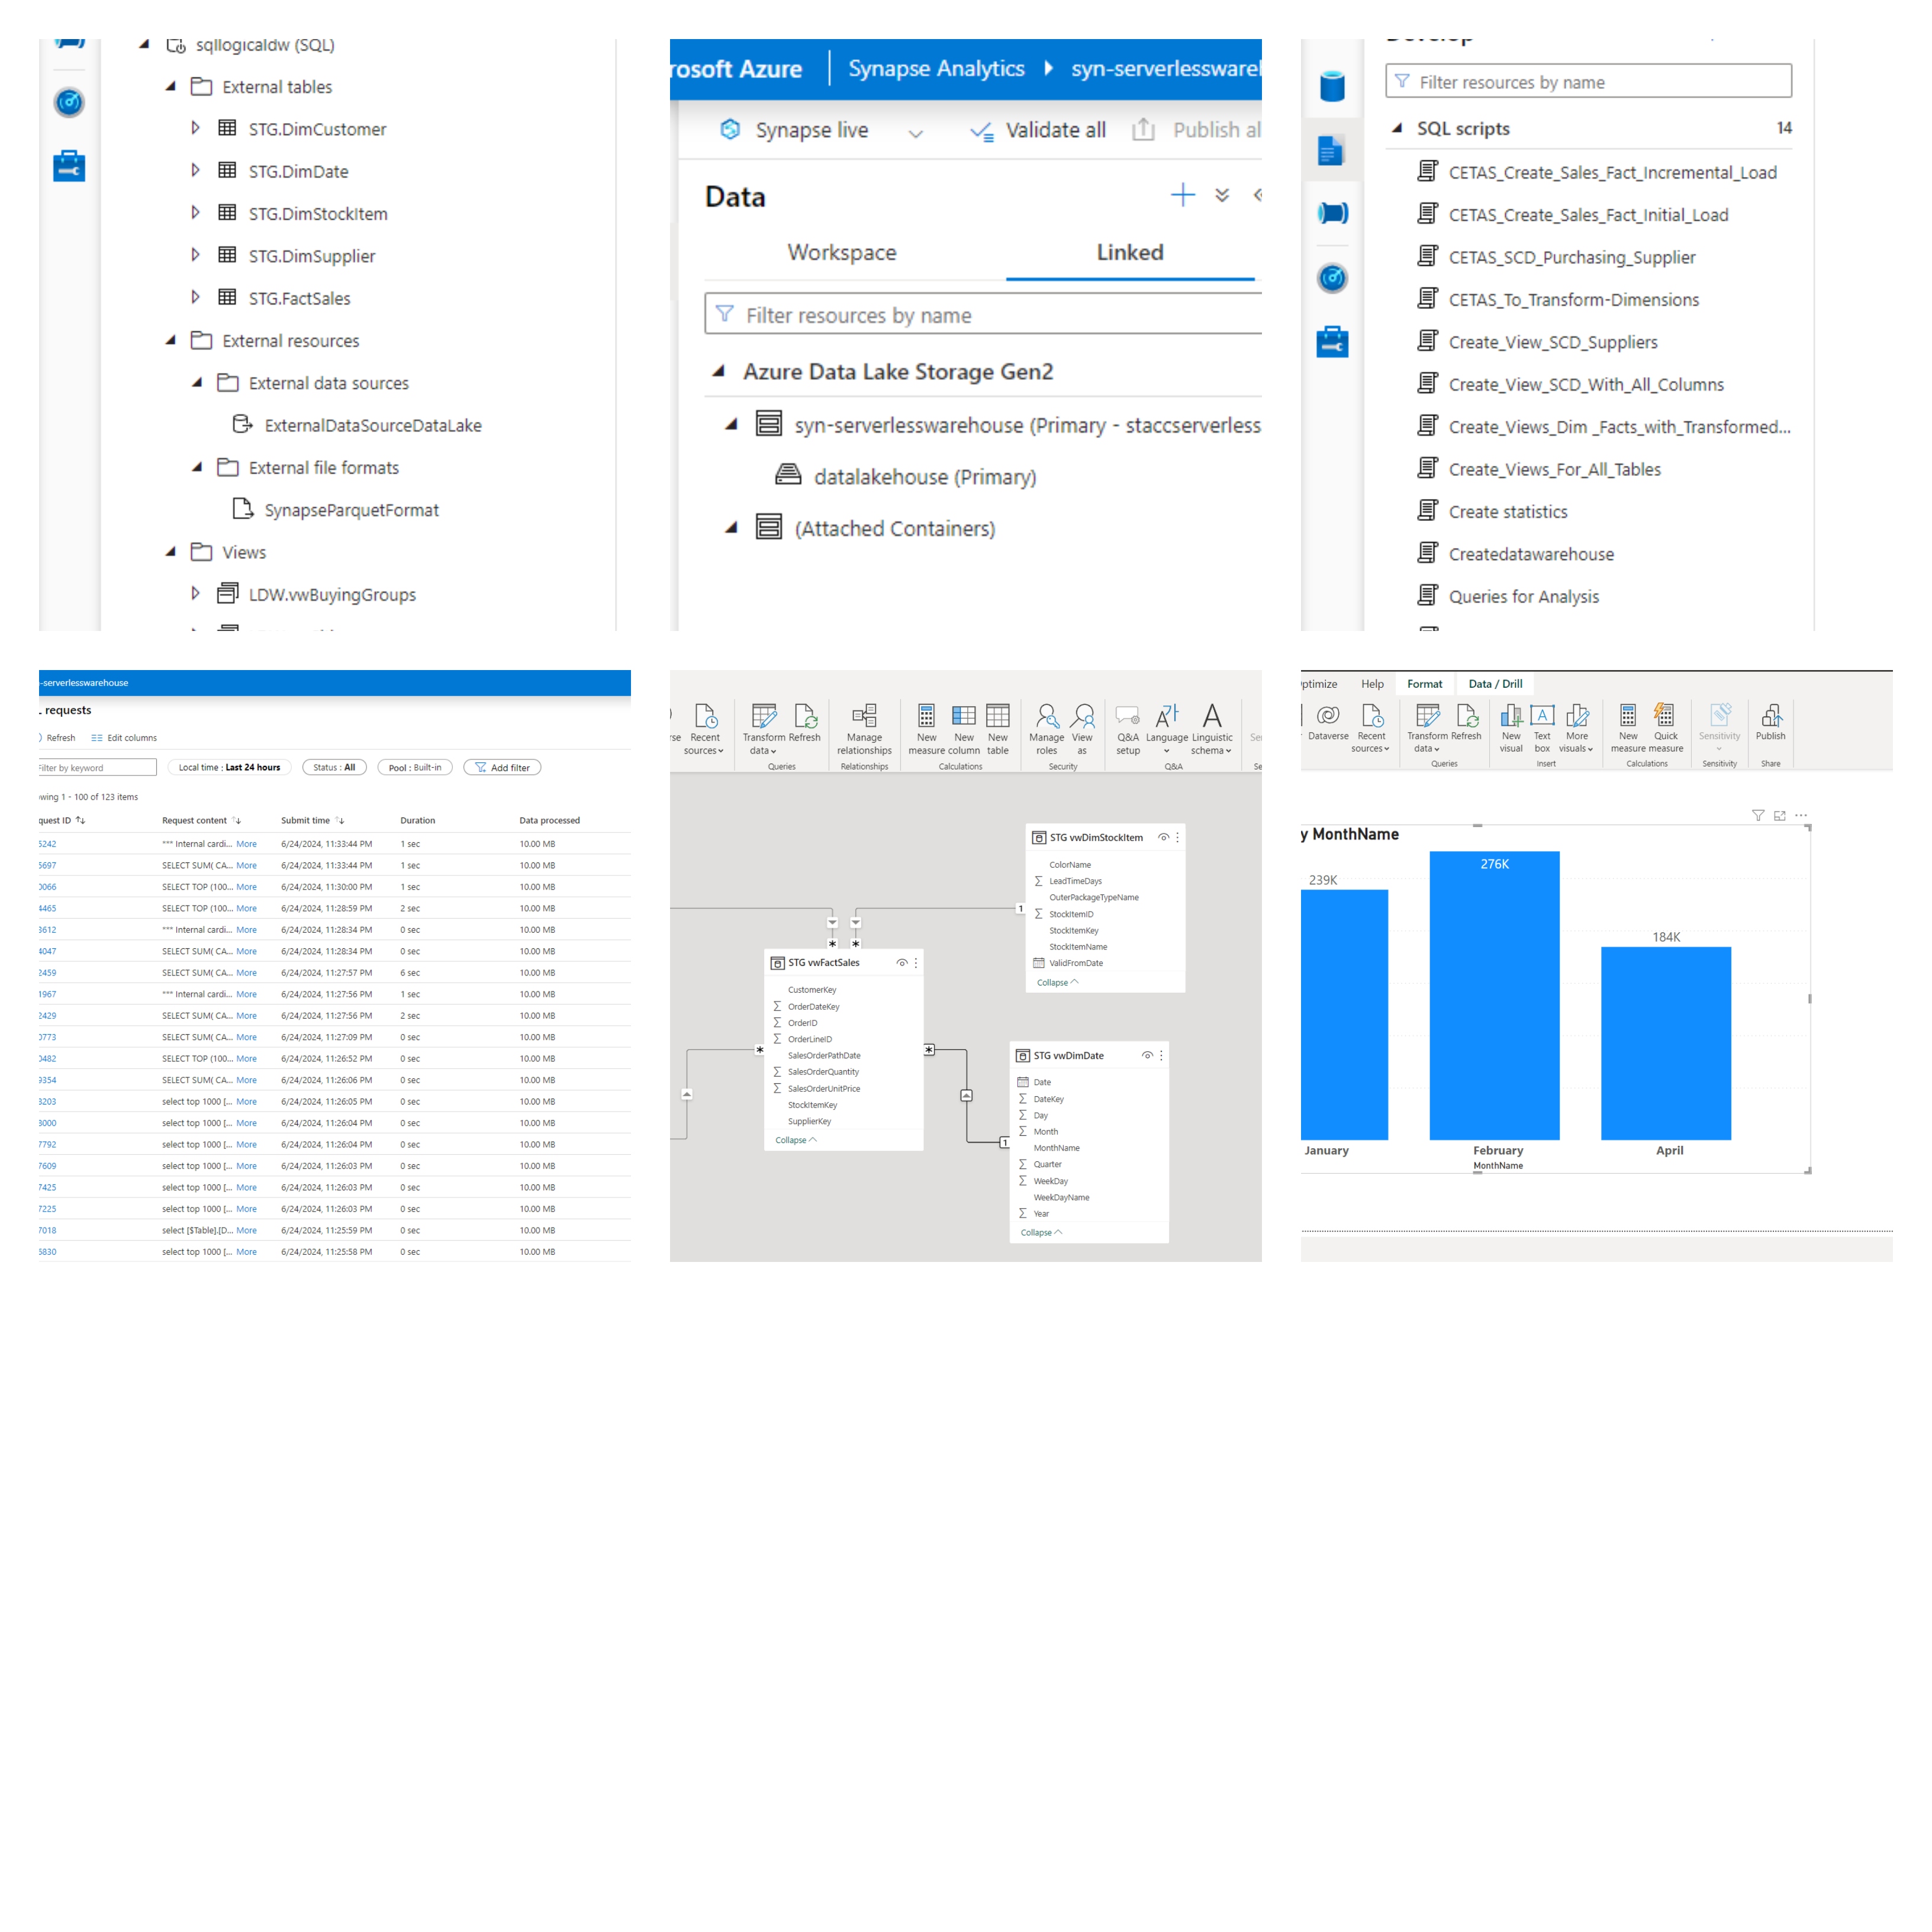 sqllogicaldw (SQL)
External tables
STG.DimCustomer
STG.DimDate
STG.DimStockItem
STG.DimSupplier
STG.FactSales
External resources
External data sources
ExternalDataSourceDataLake
External file formats
SynapseParquetFormat
Views
LDW.vwBuyingGroups
rosoft Azure Synapse Analytics syn-serverlessware
Synapse live Validate all Publish al
Data
Workspace Linked
Filter resources by name
Azure Data Lake Storage Gen2
syn-serverlesswarehouse (Primary - staccserverless
datalakehouse (Primary)
(Attached Containers)
Develop
Filter resources by name
SQL scripts 14
CETAS_Create_Sales_Fact_Incremental_Load
CETAS_Create_Sales_Fact_Initial_Load
CETAS_SCD_Purchasing_Supplier
CETAS_To_Transform-Dimensions
Create_View_SCD_Suppliers
Create_View_SCD_With_All_Columns
Create_Views_Dim _Facts_with_Transformed...
Create_Views_For_All_Tables
Create statistics
Createdatawarehouse
Queries for Analysis
-serverlesswarehouse
requests
Refresh Edit columns
Filter by keyword Local time : Last 24 hours Status : All Pool : Built-in Add filter
wing 1 - 100 of 123 items
quest ID Request content Submit time Duration Data processed
5242 *** Internal cardi... More 6/24/2024, 11:33:44 PM 1 sec 10.00 MB
5697 SELECT SUM( CA... More 6/24/2024, 11:33:44 PM 1 sec 10.00 MB
0066 SELECT TOP (100... More 6/24/2024, 11:30:00 PM 1 sec 10.00 MB
4465 SELECT TOP (100... More 6/24/2024, 11:28:59 PM 2 sec 10.00 MB
3612 *** Internal cardi... More 6/24/2024, 11:28:34 PM 0 sec 10.00 MB
4047 SELECT SUM( CA... More 6/24/2024, 11:28:34 PM 0 sec 10.00 MB
2459 SELECT SUM( CA... More 6/24/2024, 11:27:57 PM 6 sec 10.00 MB
1967 *** Internal cardi... More 6/24/2024, 11:27:56 PM 1 sec 10.00 MB
2429 SELECT SUM( CA... More 6/24/2024, 11:27:56 PM 2 sec 10.00 MB
0773 SELECT SUM( CA... More 6/24/2024, 11:27:09 PM 0 sec 10.00 MB
0482 SELECT TOP (100... More 6/24/2024, 11:26:52 PM 0 sec 10.00 MB
9354 SELECT SUM( CA... More 6/24/2024, 11:26:06 PM 0 sec 10.00 MB
8203 select top 1000 [... More 6/24/2024, 11:26:05 PM 0 sec 10.00 MB
8000 select top 1000 [... More 6/24/2024, 11:26:04 PM 0 sec 10.00 MB
7792 select top 1000 [... More 6/24/2024, 11:26:04 PM 0 sec 10.00 MB
7609 select top 1000 [... More 6/24/2024, 11:26:03 PM 0 sec 10.00 MB
7425 select top 1000 [... More 6/24/2024, 11:26:03 PM 0 sec 10.00 MB
7225 select top 1000 [... More 6/24/2024, 11:26:03 PM 0 sec 10.00 MB
7018 select [$Table].[D... More 6/24/2024, 11:25:59 PM 0 sec 10.00 MB
5830 select top 1000 [... More 6/24/2024, 11:25:58 PM 0 sec 10.00 MB
Recent sources Transform data Refresh Manage relationships New measure New column New table Manage roles View as Q&A setup Language Linguistic schema
Queries Relationships Calculations Security Q&A
STG vwDimStockItem
ColorName
LeadTimeDays
OuterPackageTypeName
StockItemID
StockItemKey
StockItemName
ValidFromDate
Collapse
1
* *
STG vwFactSales
CustomerKey
OrderDateKey
OrderID
OrderLineID
SalesOrderPathDate
SalesOrderQuantity
SalesOrderUnitPrice
StockItemKey
SupplierKey
Collapse
* *
1
STG vwDimDate
Date
DateKey
Day
Month
MonthName
Quarter
WeekDay
WeekDayName
Year
Collapse
ptimize Help Format Data / Drill
Dataverse Recent sources Transform data Refresh New visual Text box More visuals New measure Quick measure Sensitivity Publish
Queries Insert Calculations Sensitivity Share
y MonthName
239K
276K
184K
January February April
MonthName